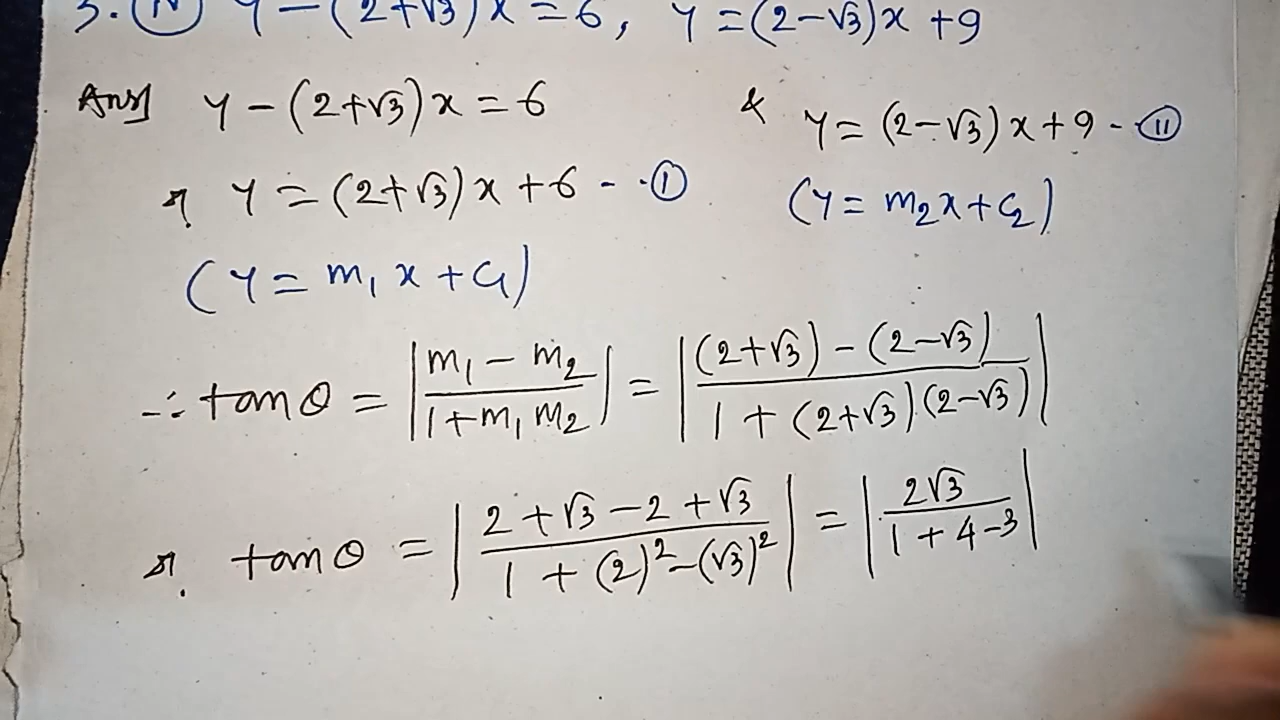 3. (IV) y - (2+√3)x = 6, y = (2-√3)x + 9
Ans) y - (2+√3)x = 6 & y = (2-√3)x + 9 - (II)
y = (2+√3)x + 6 - - (I) (y = m₂x + c₂)
(y = m₁x + c₁)
∴ tanθ = |(m₁ - m₂)/(1 + m₁m₂)| = |((2+√3) - (2-√3))/(1 + (2+√3)(2-√3))|
tanθ = |(2 + √3 - 2 + √3)/(1 + (2)² - (√3)²)| = |2√3/(1 + 4 - 3)|